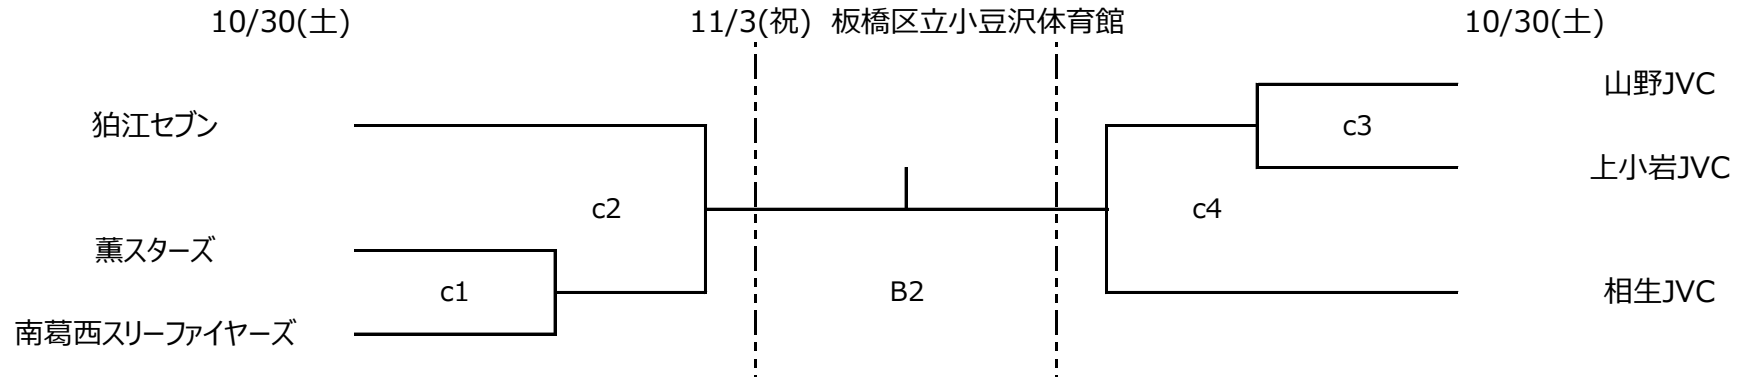 10/30(土) 11/3(祝) 板橋区立小豆沢体育館 10/30(土)
山野JVC
狛江セブン c3
上小岩JVC
c2 c4
薫スターズ
c1 B2 相生JVC
南葛西スリーファイヤーズ